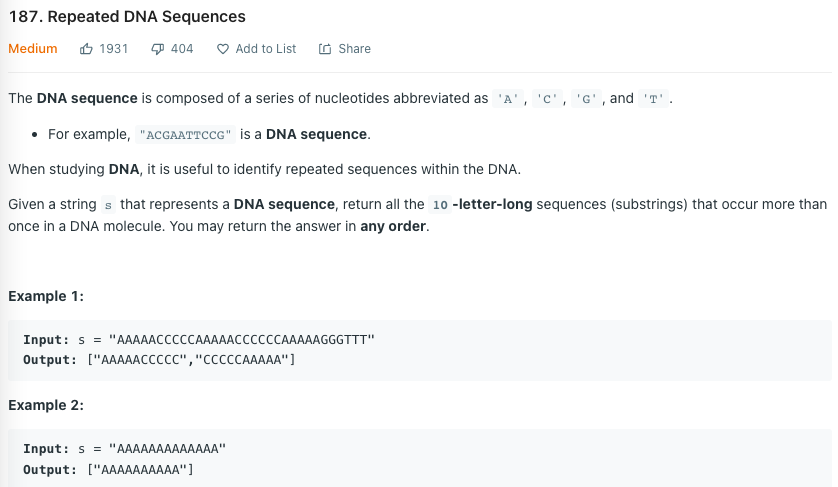 187. Repeated DNA Sequences
Medium 1931 404 Add to List Share
The DNA sequence is composed of a series of nucleotides abbreviated as 'A', 'C', 'G', and 'T'.
• For example, "ACGAATTCCG" is a DNA sequence.
When studying DNA, it is useful to identify repeated sequences within the DNA.
Given a string s that represents a DNA sequence, return all the 10-letter-long sequences (substrings) that occur more than
once in a DNA molecule. You may return the answer in any order.
Example 1:
Input: s = "AAAAACCCCCAAAAACCCCCCAAAAAGGGTTT"
Output: ["AAAAACCCCC","CCCCCAAAAA"]
Example 2:
Input: s = "AAAAAAAAAAAAA"
Output: ["AAAAAAAAAA"]